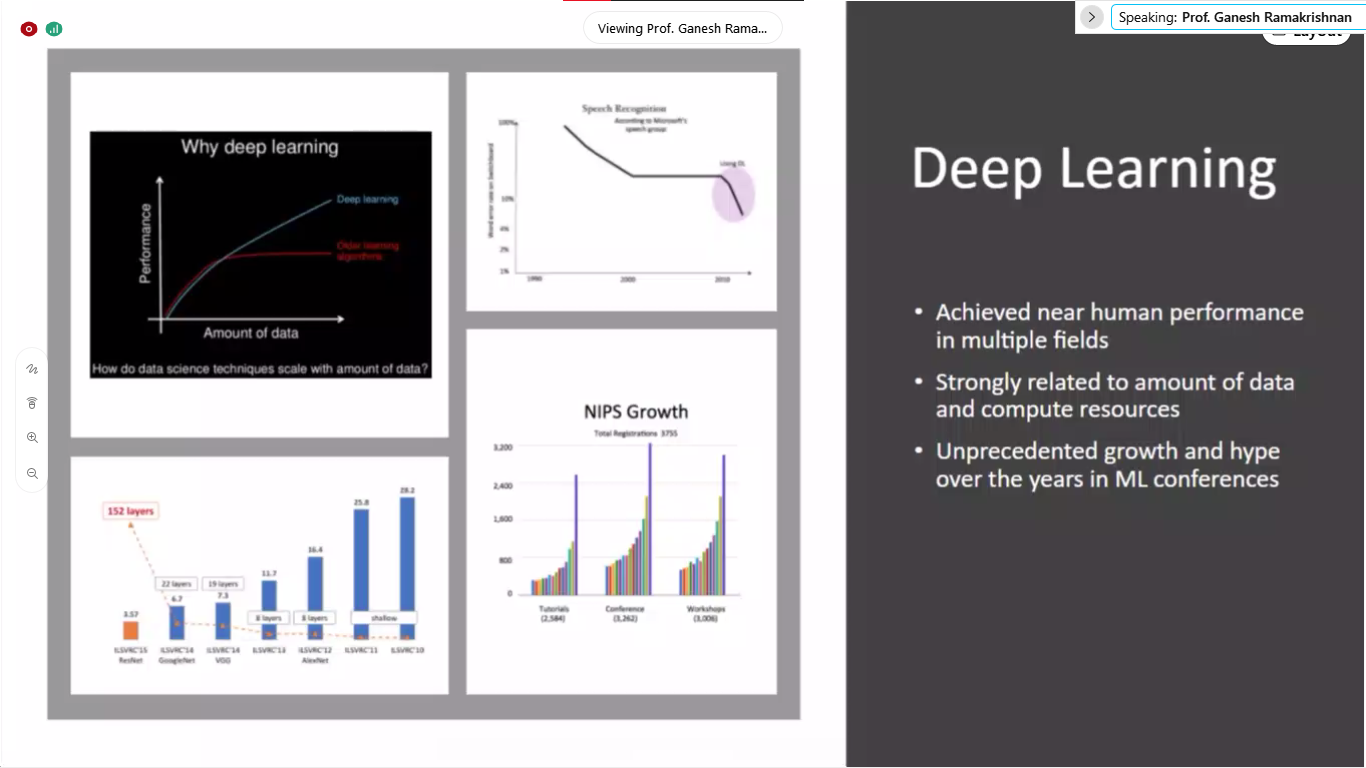 Viewing Prof. Ganesh Rama...
Speaking: Prof. Ganesh Ramakrishnan
Layout
Why deep learning
Performance
Deep learning
Older learning
algorithms
Amount of data
How do data science techniques scale with amount of data?
Speech Recognition
According to Microsoft's
speech group
Word error rate on Switchboard
100%
10%
4%
2%
1%
Using DL
1990
2000
2010
152 layers
22 layers
19 layers
8 layers
8 layers
shallow
3.57
6.7
7.3
11.7
16.4
25.8
28.2
ILSVRC'15
ResNet
ILSVRC'14
GoogleNet
ILSVRC'14
VGG
ILSVRC'13
ILSVRC'12
AlexNet
ILSVRC'11
ILSVRC'10
NIPS Growth
Total Registrations 3755
3,200
2,400
1,600
800
0
Tutorials
(2,584)
Conference
(3,262)
Workshops
(3,006)
Deep Learning
• Achieved near human performance
in multiple fields
• Strongly related to amount of data
and compute resources
• Unprecedented growth and hype
over the years in ML conferences